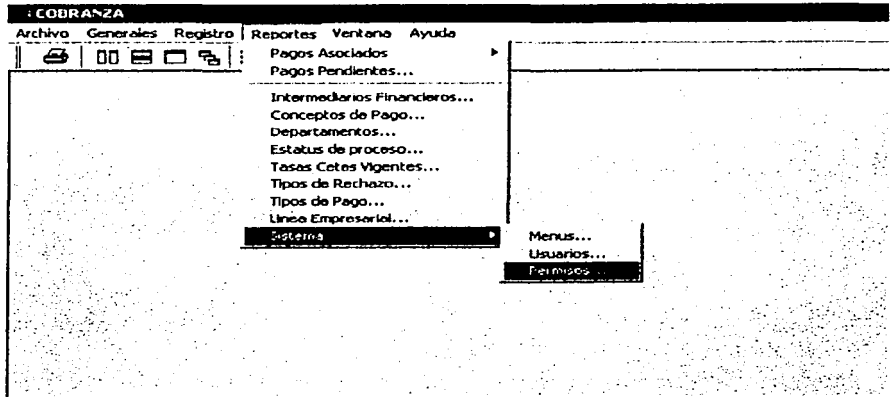 COBRANZA
Archivo Generales Registro Reportes Ventana Ayuda
Pagos Asociados
Pagos Pendientes...
Intermediarios Financieros...
Conceptos de Pago...
Departamentos...
Estatus de proceso...
Tasas Cetes Vigentes...
Tipos de Rechazo...
Tipos de Pago...
Linea Empresarial...
Sistema
Menus...
Usuarios...
Permisos...